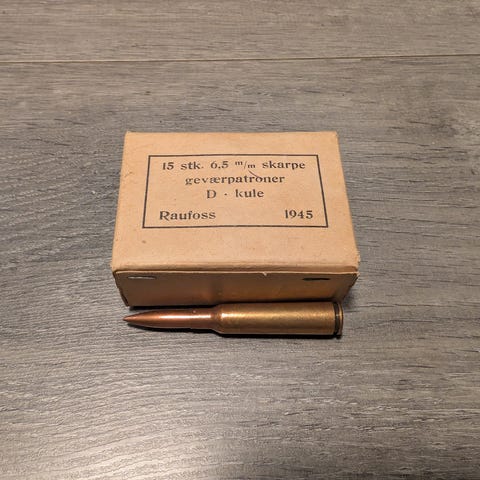 15 stk. 6,5 m/m skarpe
geværpatroner
D - kule
Raufoss 1945